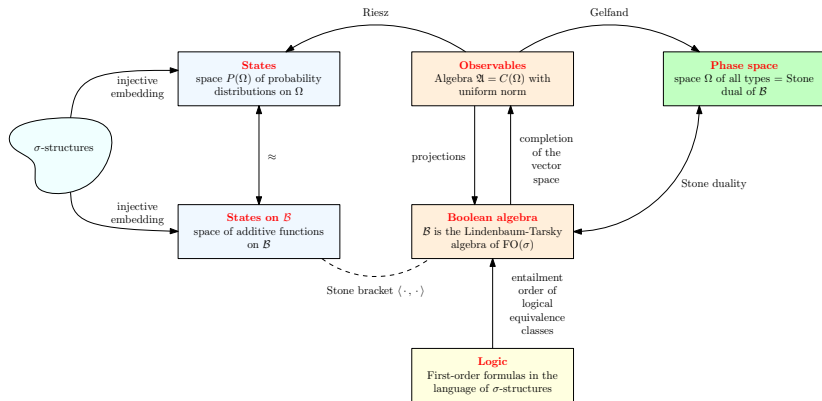 Riesz
Gelfand
States
space P(Ω) of probability
distributions on Ω
Observables
Algebra 𝔄 = C(Ω) with
uniform norm
Phase space
space Ω of all types = Stone
dual of ℬ
injective
embedding
σ-structures
≈
projections
completion
of the
vector
space
Stone duality
injective
embedding
States on ℬ
space of additive functions
on ℬ
Boolean algebra
ℬ is the Lindenbaum-Tarsky
algebra of FO(σ)
Stone bracket ⟨ · , · ⟩
entailment
order of
logical
equivalence
classes
Logic
First-order formulas in the
language of σ-structures